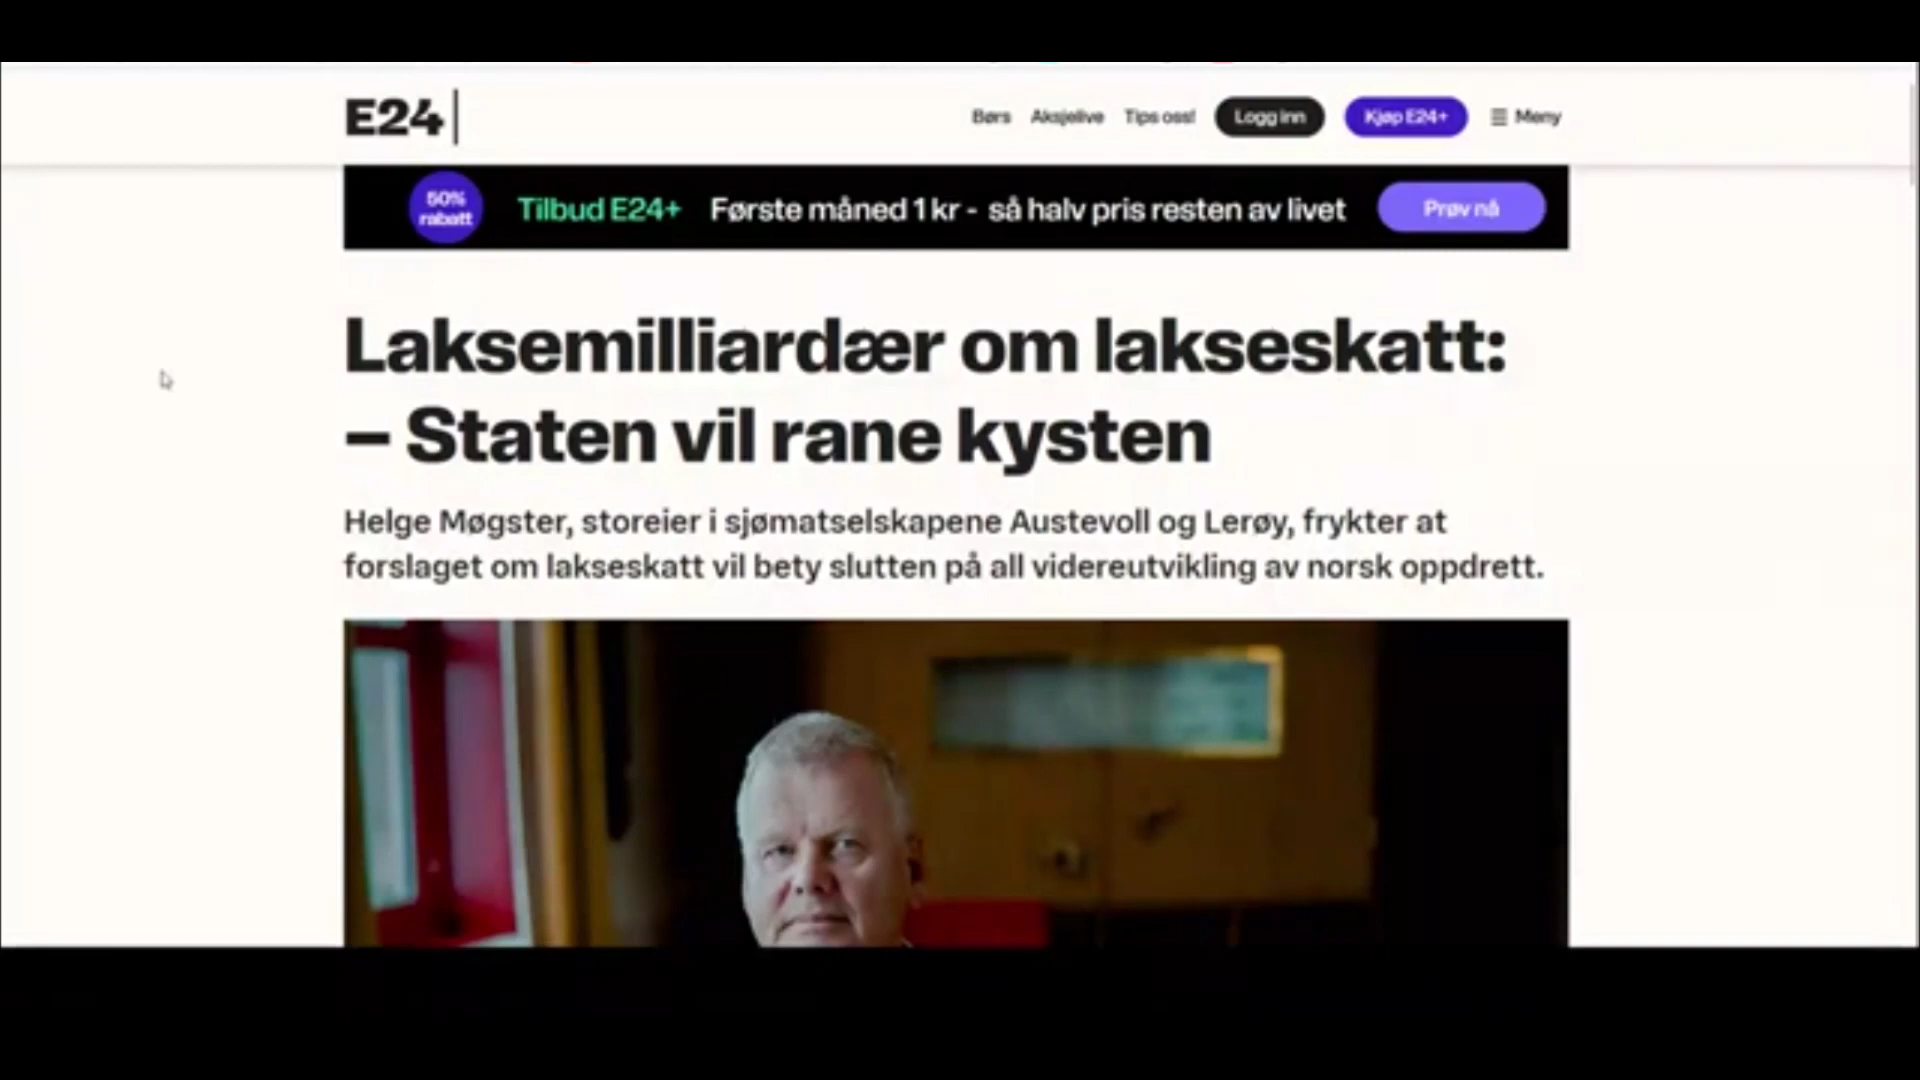 E24
Børs Aksjelive Tips oss! Logg inn Kjøp E24+ Meny
50%
rabatt
Tilbud E24+ Første måned 1 kr - så halv pris resten av livet Prøv nå
Laksemilliardær om lakseskatt:
– Staten vil rane kysten
Helge Møgster, storeier i sjømatselskapene Austevoll og Lerøy, frykter at
forslaget om lakseskatt vil bety slutten på all videreutvikling av norsk oppdrett.